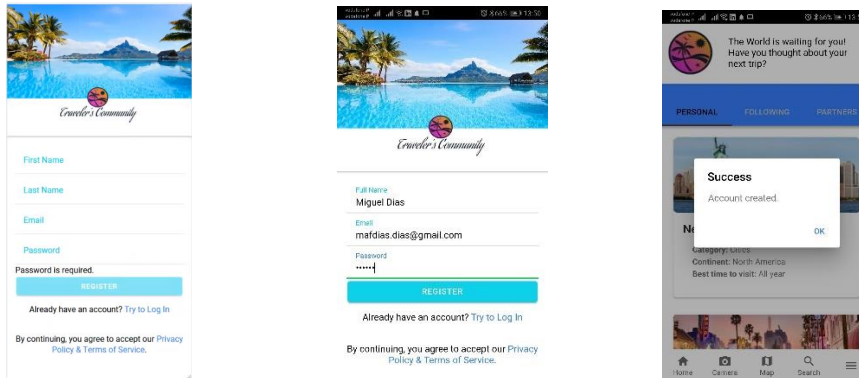 Traveler's Community
First Name
Last Name
Email
Password
Password is required.
REGISTER
Already have an account? Try to Log In
By continuing, you agree to accept our Privacy
Policy & Terms of Service.
13:50
Traveler's Community
Full Name
Miguel Dias
Email
mafdias.dias@gmail.com
Password
REGISTER
Already have an account? Try to Log In
By continuing, you agree to accept our Privacy
Policy & Terms of Service.
The World is waiting for you!
Have you thought about your
next trip?
PERSONAL FOLLOWING PARTNERS
Success
Account created.
OK
Ne
Category: Cities
Continent: North America
Best time to visit: All year
Home Camera Map Search